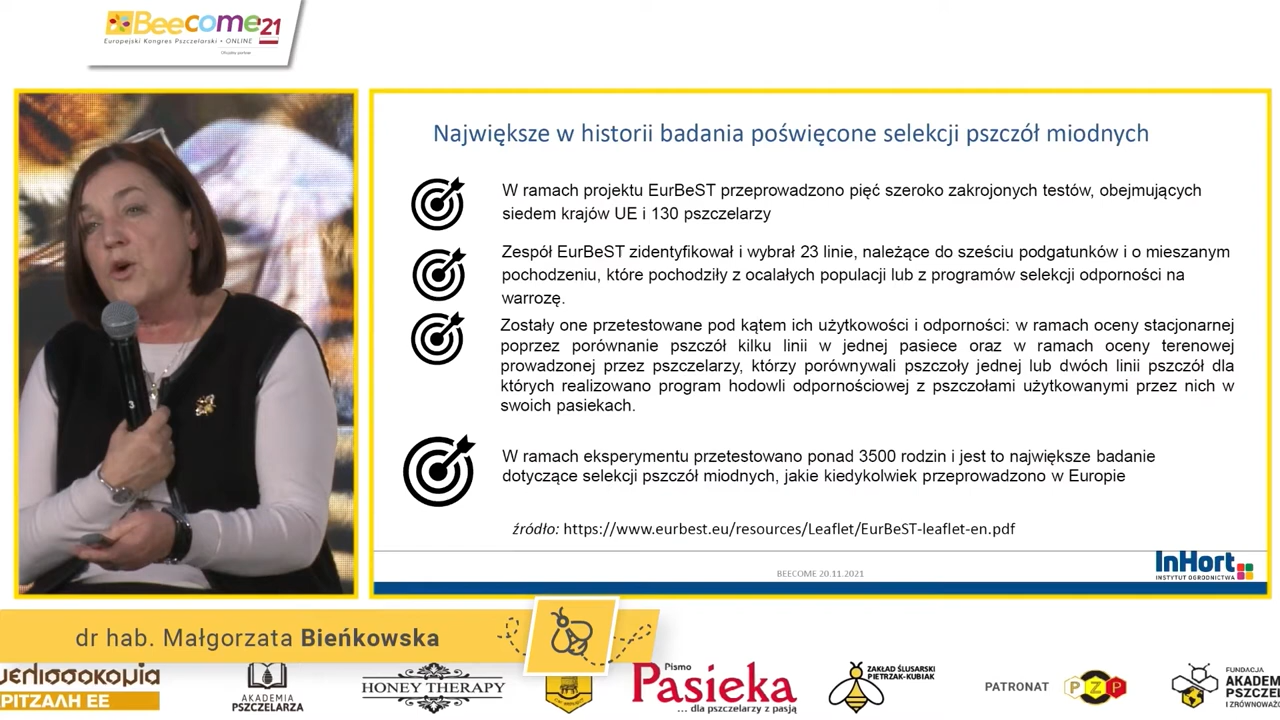 Beecome'21
Europejski Kongres Pszczelarski • ONLINE
Największe w historii badania poświęcone selekcji pszczół miodnych
W ramach projektu EurBeST przeprowadzono pięć szeroko zakrojonych testów, obejmujących
siedem krajów UE i 130 pszczelarzy
Zespół EurBeST zidentyfikował i wybrał 23 linie, należące do sześciu podgatunków i o mieszanym
pochodzeniu, które pochodziły z ocalałych populacji lub z programów selekcji odporności na
warrozę.
Zostały one przetestowane pod kątem ich użytkowości i odporności: w ramach oceny stacjonarnej
poprzez porównanie pszczół kilku linii w jednej pasiece oraz w ramach oceny terenowej
prowadzonej przez pszczelarzy, którzy porównywali pszczoły jednej lub dwóch linii pszczół dla
których realizowano program hodowli odpornościowej z pszczołami użytkowanymi przez nich w
swoich pasiekach.
W ramach eksperymentu przetestowano ponad 3500 rodzin i jest to największe badanie
dotyczące selekcji pszczół miodnych, jakie kiedykolwiek przeprowadzono w Europie
źródło: https://www.eurbest.eu/resources/Leaflet/EurBeST-leaflet-en.pdf
BEECOME 20.11.2021
InHort
INSTYTUT OGRODNICTWA
3
dr hab. Małgorzata Bieńkowska
ΡΙΤΖΑΛΗ ΕΕ
AKADEMIA
PSZCZELARZA
HONEY THERAPY
Pismo
Pasieka
... dla pszczelarzy z pasją
ZAKŁAD ŚLUSARSKI
PIETRZAK-KUBIAK
PATRONAT
PZP
FUNDACJA